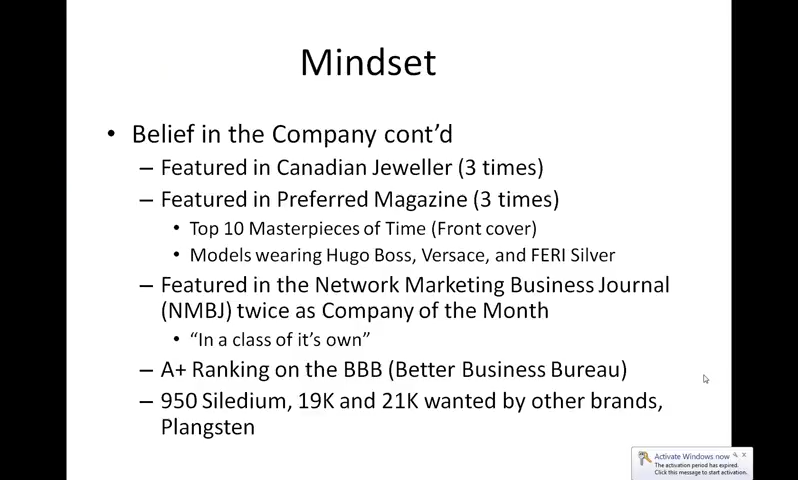 Mindset
• Belief in the Company cont’d
– Featured in Canadian Jeweller (3 times)
– Featured in Preferred Magazine (3 times)
• Top 10 Masterpieces of Time (Front cover)
• Models wearing Hugo Boss, Versace, and FERI Silver
– Featured in the Network Marketing Business Journal
(NMBJ) twice as Company of the Month
• “In a class of it’s own”
– A+ Ranking on the BBB (Better Business Bureau)
– 950 Siledium, 19K and 21K wanted by other brands,
Plangsten
Activate Windows now
The activation period has expired.
Click this message to start activation.